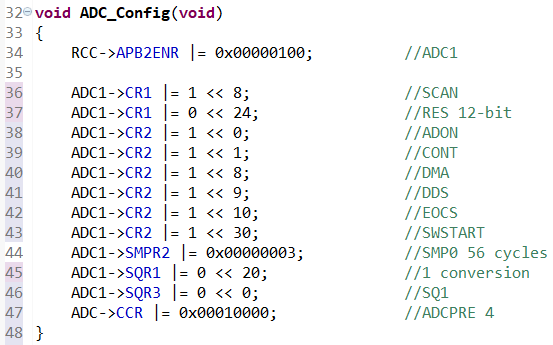 32 void ADC_Config(void)
33 {
34 RCC->APB2ENR |= 0x00000100; //ADC1
35
36 ADC1->CR1 |= 1 << 8; //SCAN
37 ADC1->CR1 |= 0 << 24; //RES 12-bit
38 ADC1->CR2 |= 1 << 0; //ADON
39 ADC1->CR2 |= 1 << 1; //CONT
40 ADC1->CR2 |= 1 << 8; //DMA
41 ADC1->CR2 |= 1 << 9; //DDS
42 ADC1->CR2 |= 1 << 10; //EOCS
43 ADC1->CR2 |= 1 << 30; //SWSTART
44 ADC1->SMPR2 |= 0x00000003; //SMP0 56 cycles
45 ADC1->SQR1 |= 0 << 20; //1 conversion
46 ADC1->SQR3 |= 0 << 0; //SQ1
47 ADC->CCR |= 0x00010000; //ADCPRE 4
48 }